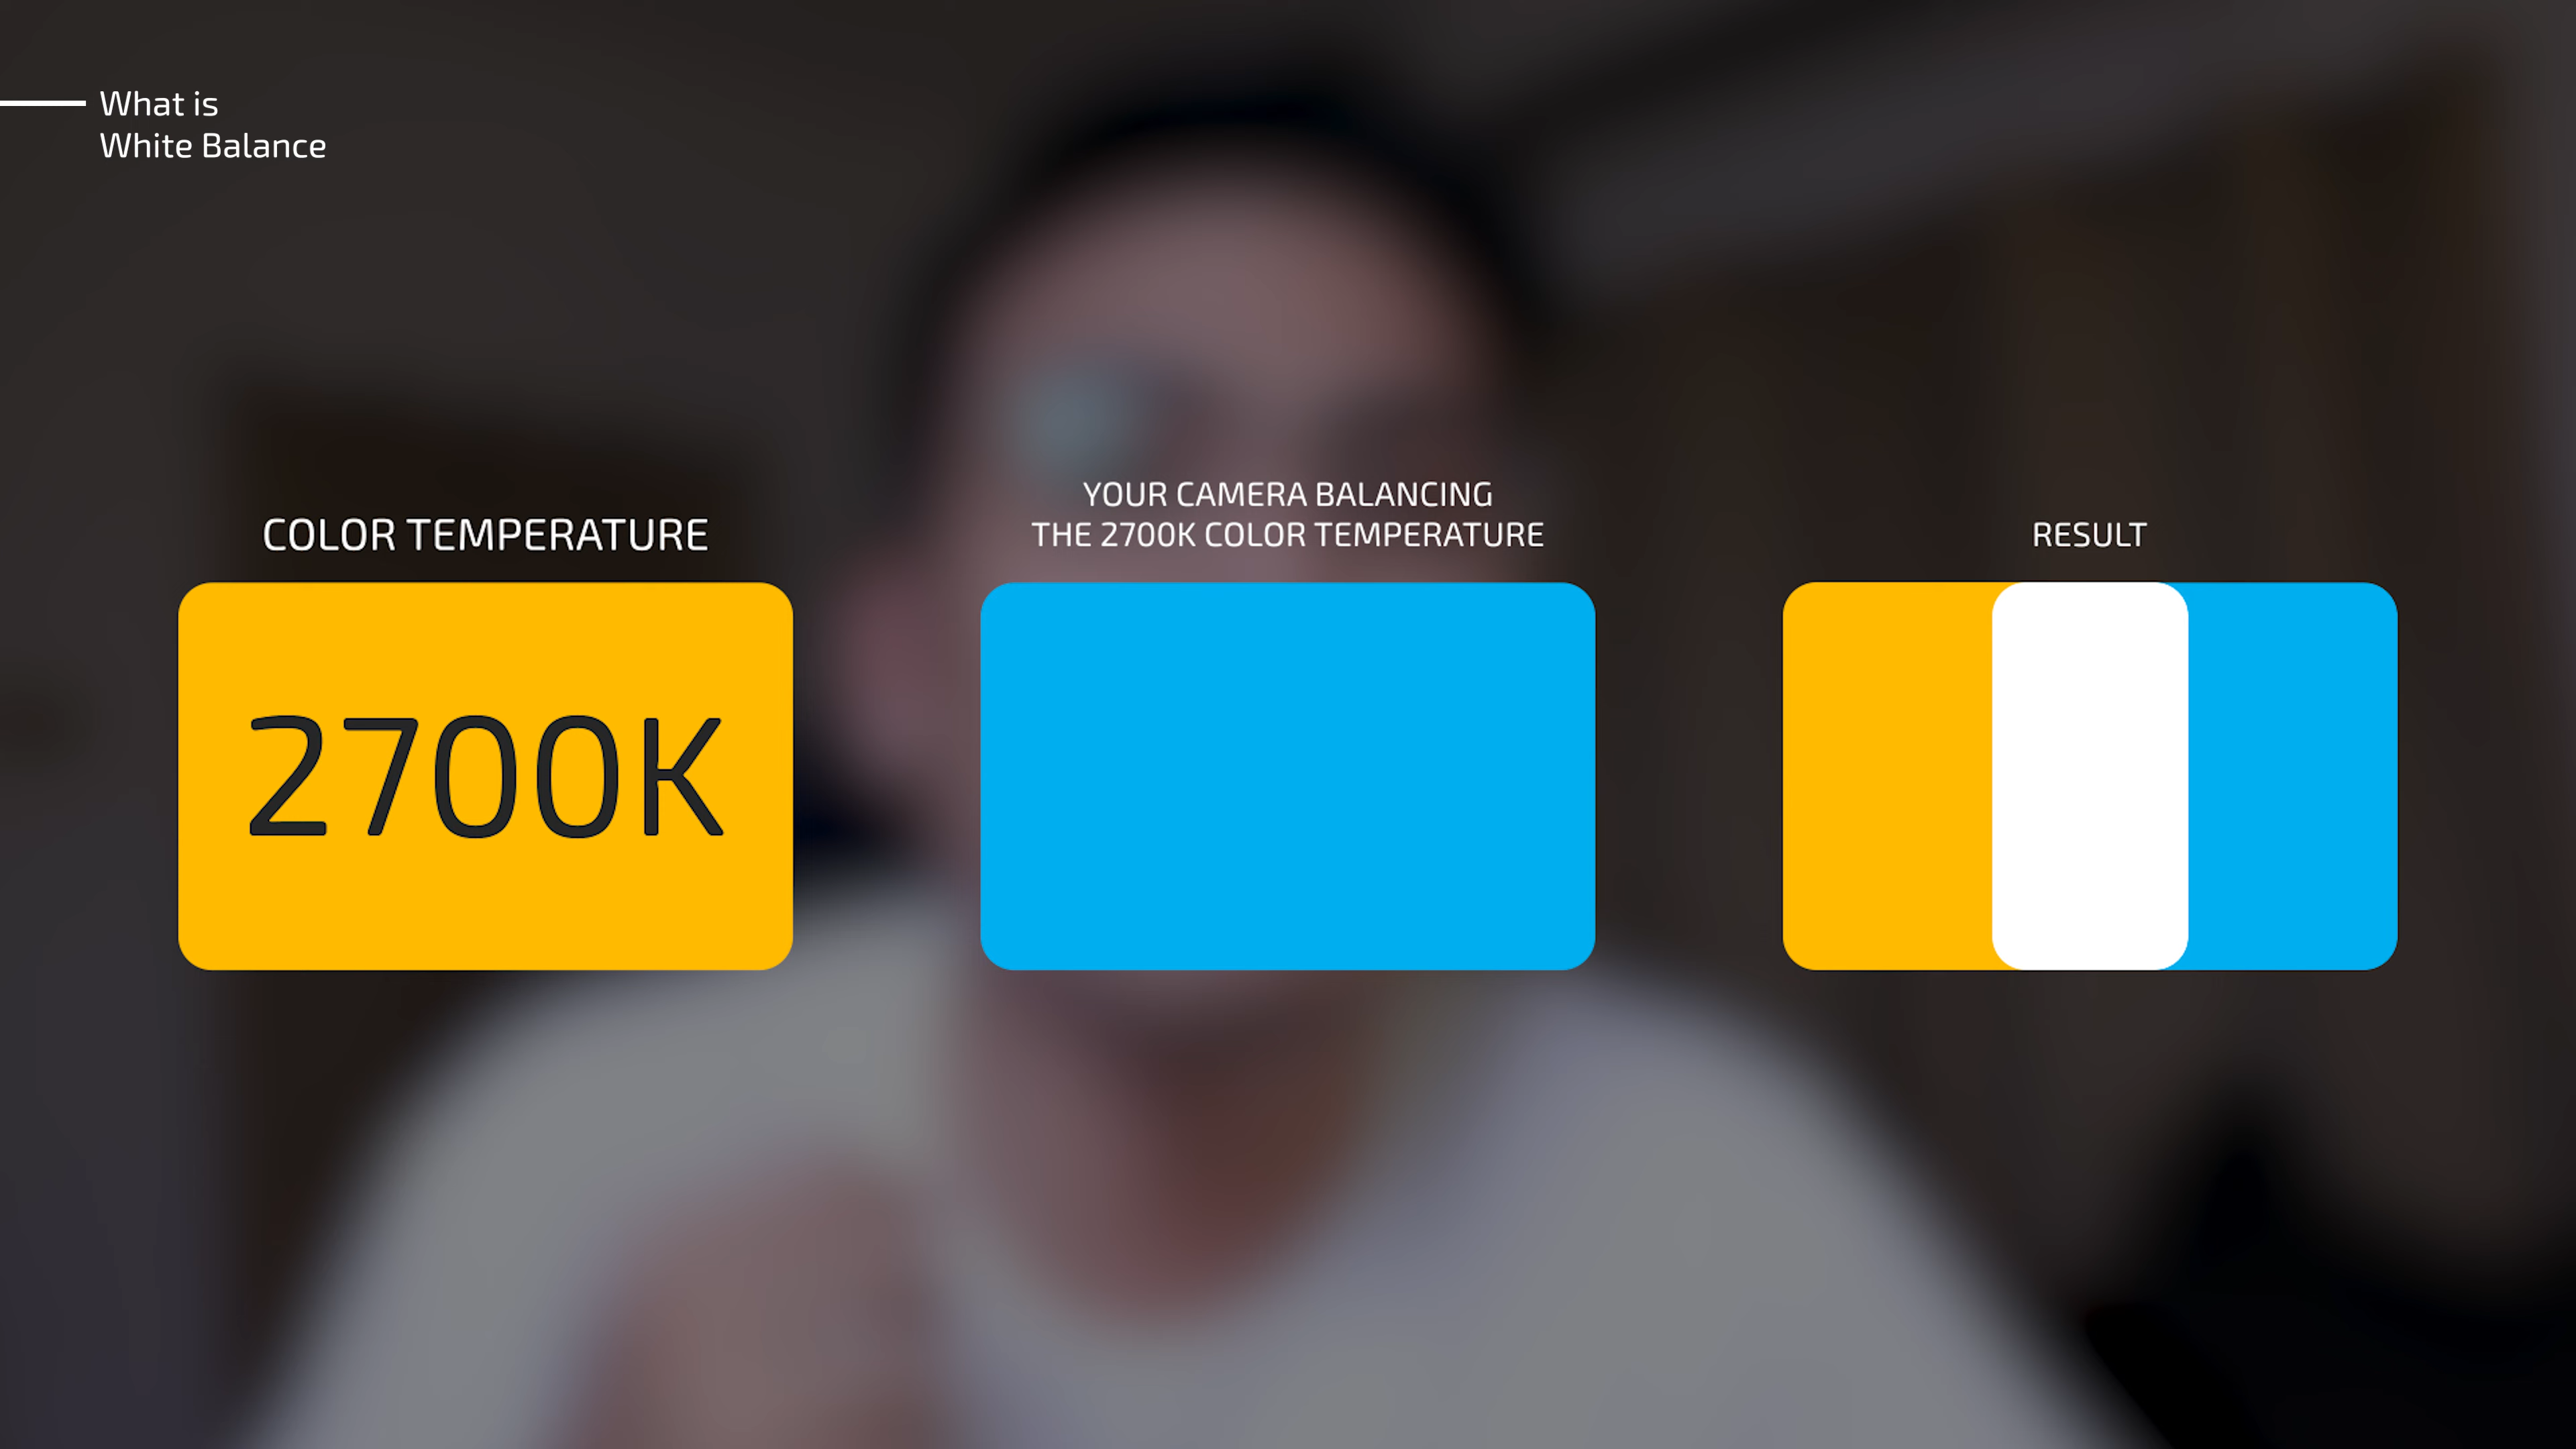 What is
White Balance
COLOR TEMPERATURE
2700K
YOUR CAMERA BALANCING
THE 2700K COLOR TEMPERATURE
RESULT